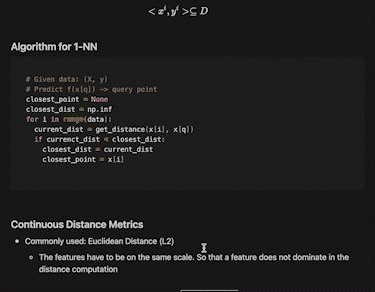 < xⁱ, yⁱ >⊆ D
Algorithm for 1-NN
# Given data: (X, y)
# Predict f(x[q]) -> query point
closest_point = None
closest_dist = np.inf
for i in range(data):
current_dist = get_distance(x[i], x[q])
if currenct_dist < closest_dist:
closest_dist = current_dist
closest_point = x[i]
Continuous Distance Metrics
• Commonly used: Euclidean Distance (L2)
◦ The features have to be on the same scale. So that a feature does not dominate in the
distance computation